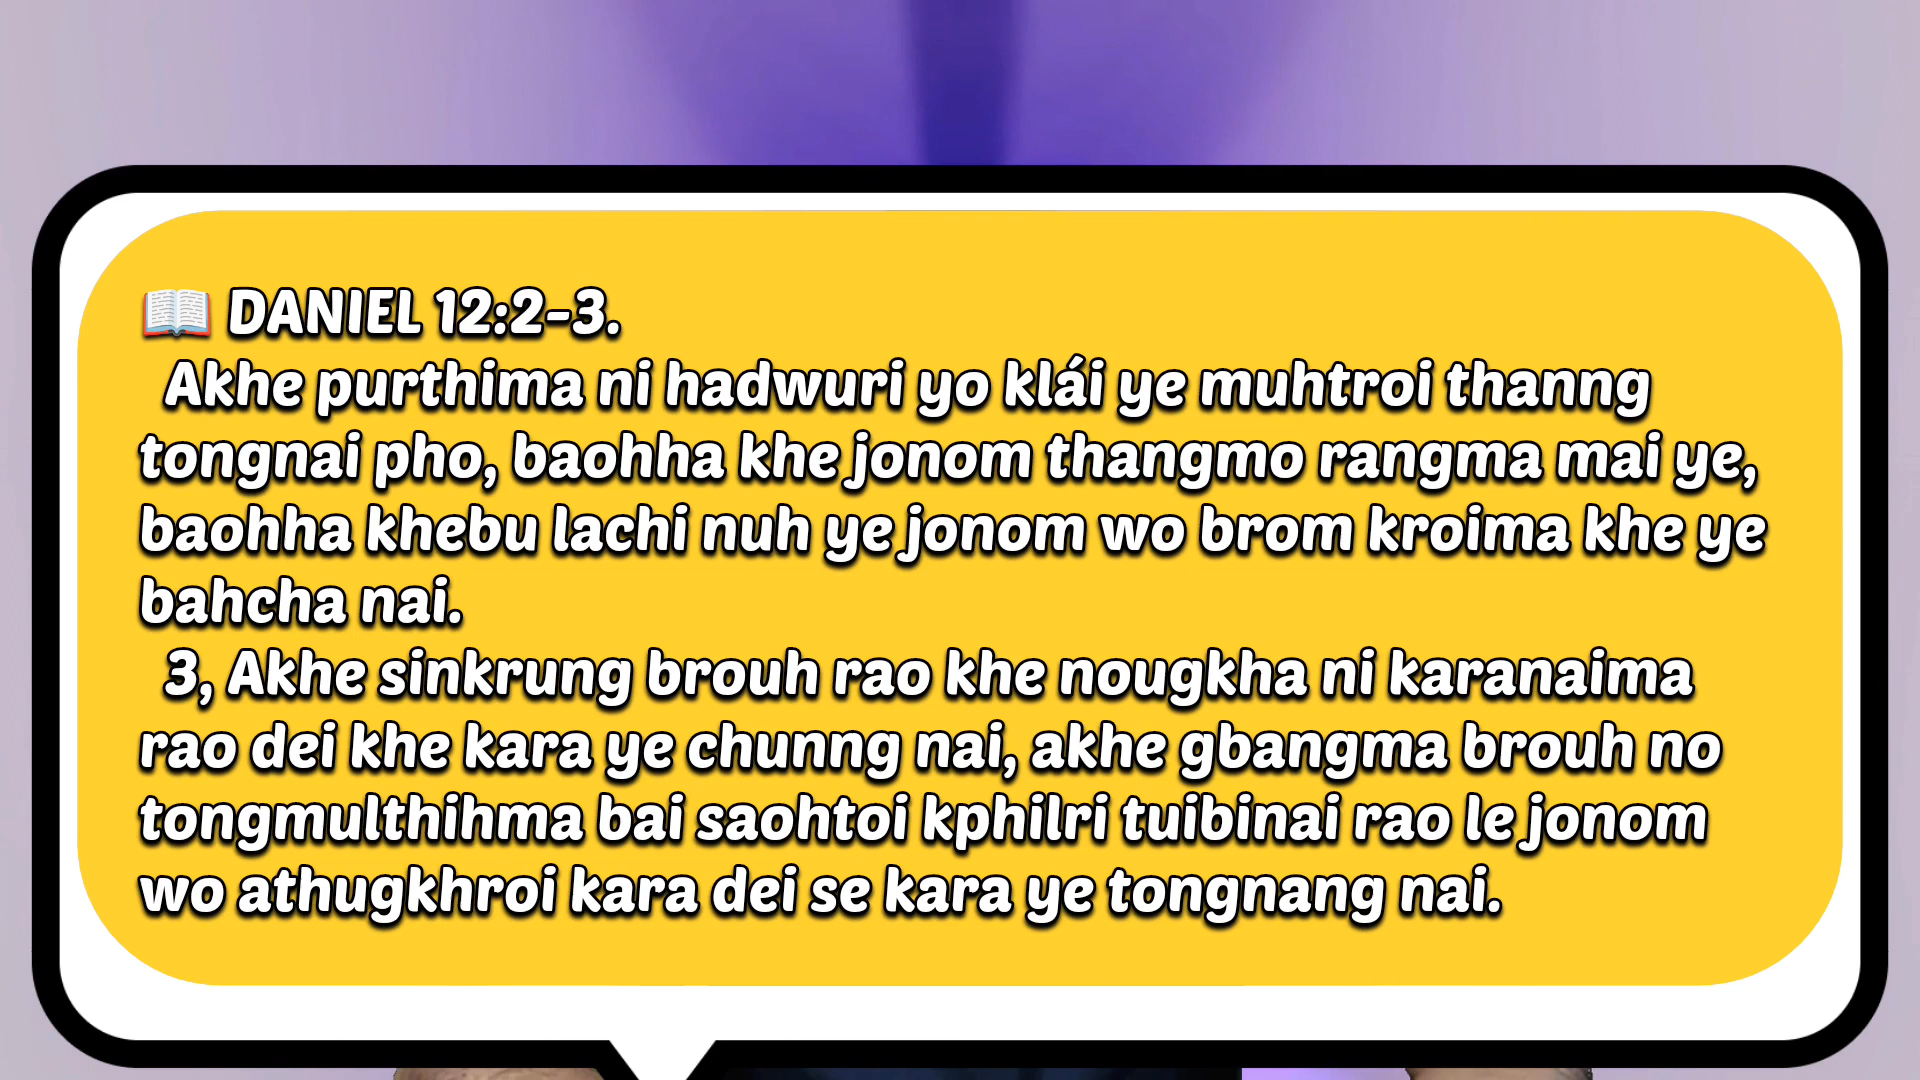 📖 DANIEL 12:2-3.
Akhe purthima ni hadwuri yo klái ye muhtroi thanng
tongnai pho, baohha khe jonom thangmo rangma mai ye,
baohha khebu lachi nuh ye jonom wo brom kroima khe ye
bahcha nai.
3, Akhe sinkrung brouh rao khe nougkha ni karanaima
rao dei khe kara ye chunng nai, akhe gbangma brouh no
tongmulthihma bai saohtoi kphilri tuibinai rao le jonom
wo athugkhroi kara dei se kara ye tongnang nai.